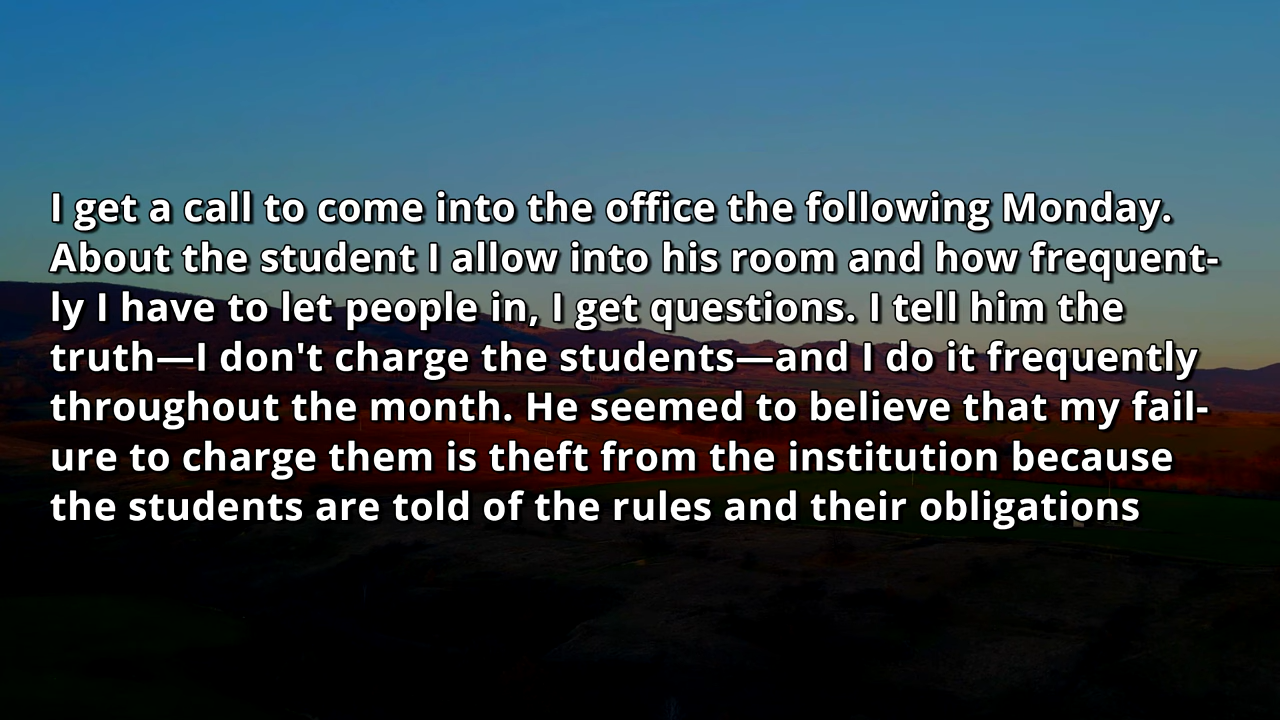 I get a call to come into the office the following Monday.
About the student I allow into his room and how frequent-
ly I have to let people in, I get questions. I tell him the
truth—I don't charge the students—and I do it frequently
throughout the month. He seemed to believe that my fail-
ure to charge them is theft from the institution because
the students are told of the rules and their obligations